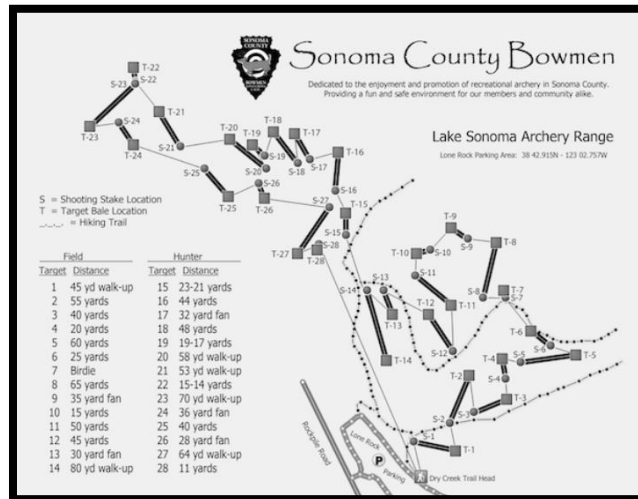 SONOMA COUNTY
BOWMEN
Sonoma County Bowmen
Dedicated to the enjoyment and promotion of recreational archery in Sonoma County.
Providing a fun and safe environment for our members and community alike.
Lake Sonoma Archery Range
Lone Rock Parking Area: 38 42.915N - 123 02.757W
T-22
S-23
S-22
T-21
T-23
S-24
T-24
S-21
T-20
T-19
T-18
T-17
S-19
S-20
S-18
S-17
T-16
S-25
S-26
T-25
T-26
S-16
S-27
T-15
S-15
T-27
S-28
T-28
T-9
S-9
T-8
T-10
S-10
S-11
S-14
S-13
T-13
T-12
T-11
S-8
T-7
S-7
T-6
S-6
T-5
S-12
T-14
T-4
S-5
S-4
T-2
T-3
S-3
S-2
S-1
T-1
S = Shooting Stake Location
T = Target Bale Location
_._._. = Hiking Trail
Field Hunter
Target Distance Target Distance
1 45 yd walk-up 15 23-21 yards
2 55 yards 16 44 yards
3 40 yards 17 32 yard fan
4 20 yards 18 48 yards
5 60 yards 19 19-17 yards
6 25 yards 20 58 yd walk-up
7 Birdie 21 53 yd walk-up
8 65 yards 22 15-14 yards
9 35 yard fan 23 70 yd walk-up
10 15 yards 24 36 yard fan
11 50 yards 25 40 yards
12 45 yards 26 28 yard fan
13 30 yard fan 27 64 yd walk-up
14 80 yd walk-up 28 11 yards
Rockpile Road
Lone Rock
P
Parking
Dry Creek Trail Head